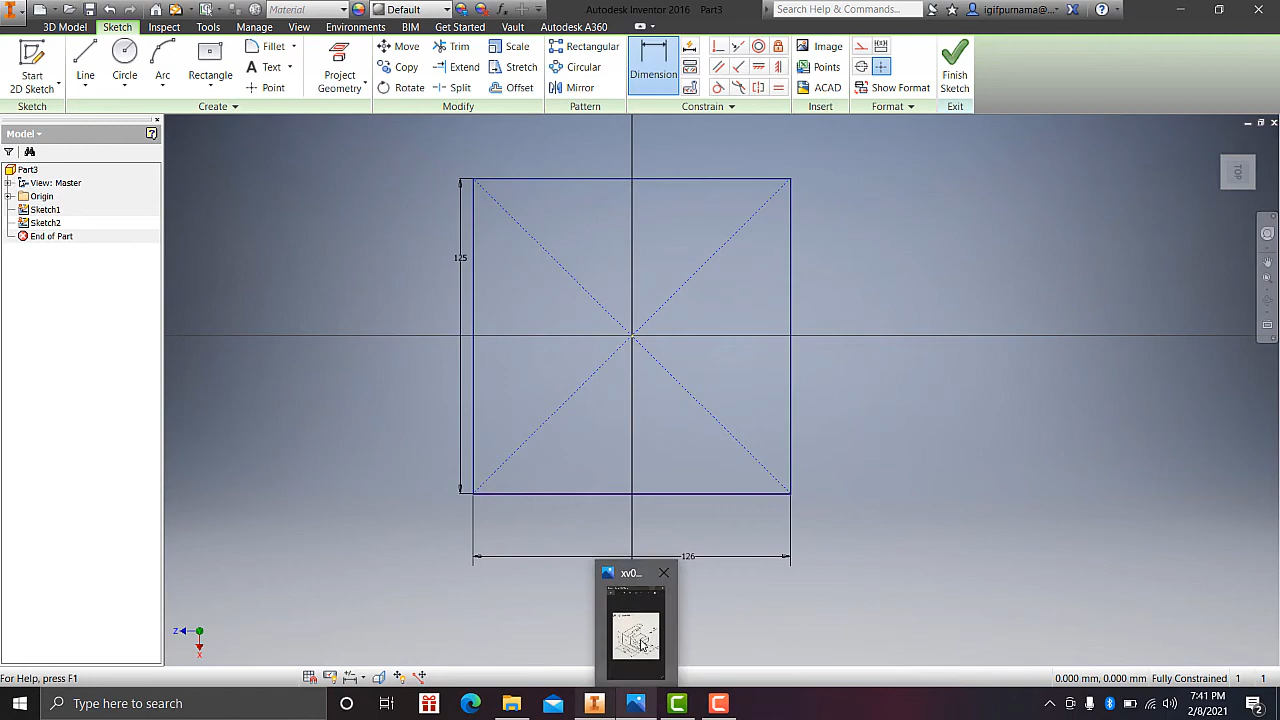 Material
Default
Autodesk Inventor 2016 Part3
Search Help & Commands...
igifpurnama@...
3D Model Sketch Inspect Tools Manage View Environments BIM Get Started Vault Autodesk A360
Start
2D Sketch
Line
Circle
Arc
Rectangle
Fillet
Text
Point
Project
Geometry
Move
Copy
Rotate
Trim
Extend
Split
Scale
Stretch
Offset
Rectangular
Circular
Mirror
Dimension
Image
Points
ACAD
Show Format
Finish
Sketch
Sketch Create Modify Pattern Constrain Insert Format Exit
Model
Part3
View: Master
Origin
Sketch1
Sketch2
End of Part
TOP
125
126
xv0...
Z
X
For Help, press F1
0.000 mm, 0.000 mm Fully Constrained 1 1
Type here to search
7:41 PM
2/8/2021